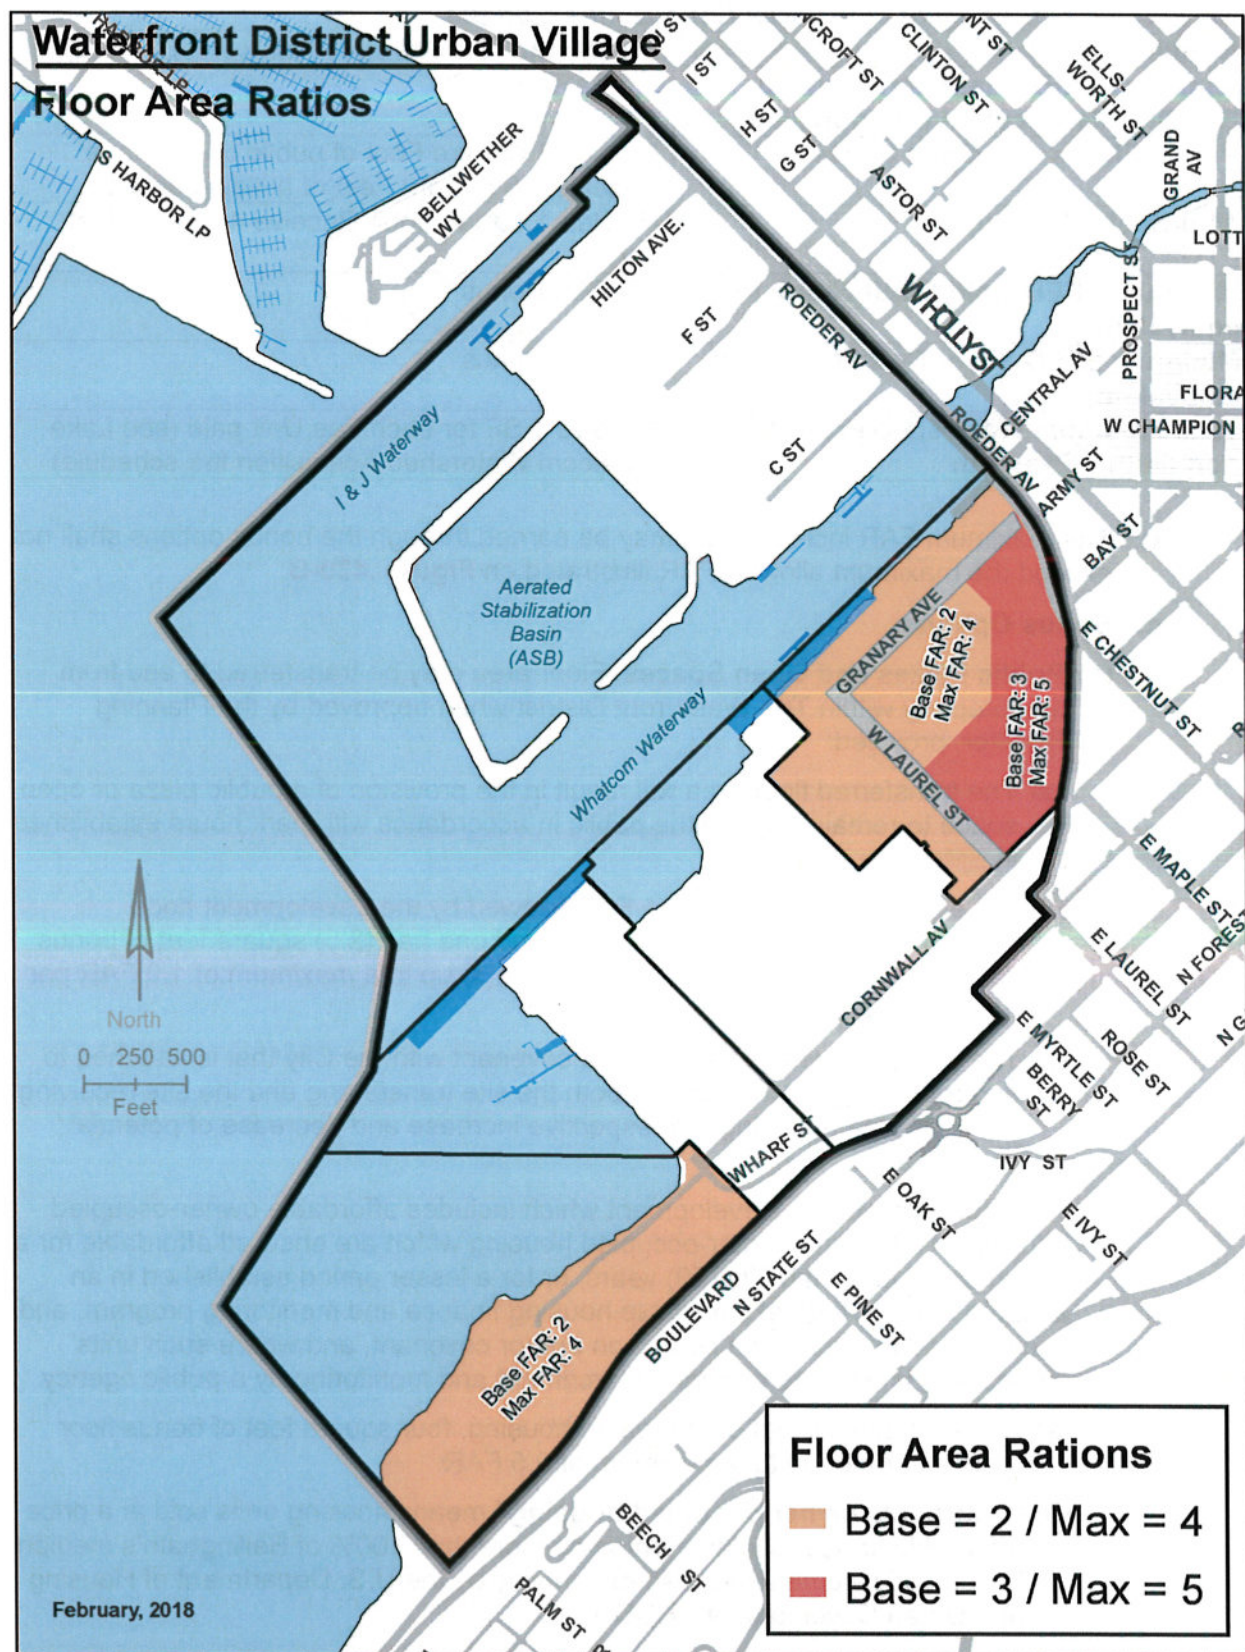 Waterfront District Urban Village
Floor Area Ratios
HARBOR LP
S HARBOR LP
BELLWETHER
WY
I ST
H ST
G ST
CLINTON ST
ELLS-
WORTH ST
ASTOR ST
GRAND
AV
PROSPECT ST
HILTON AVE.
F ST
C ST
ROEDER AV
WHOLLY ST
CENTRAL AV
FLORA
W CHAMPION
ROEDER AV
ARMY ST
BAY ST
E CHESTNUT ST
I & J Waterway
Aerated
Stabilization
Basin
(ASB)
Whatcom Waterway
GRANARY AVE
W LAUREL ST
Base FAR: 2
Max FAR: 4
Base FAR: 3
Max FAR: 5
E MAPLE ST
N FOREST
E LAUREL ST
CORNWALL AV
E MYRTLE ST
BERRY
ST
ROSE ST
N G
North
0 250 500
Feet
WHARF S
IVY ST
E OAK ST
E IVY ST
BOULEVARD
N STATE ST
E PINE ST
Base FAR: 2
Max FAR: 4
BEECH ST
PALM ST
Floor Area Rations
Base = 2 / Max = 4
Base = 3 / Max = 5
February, 2018